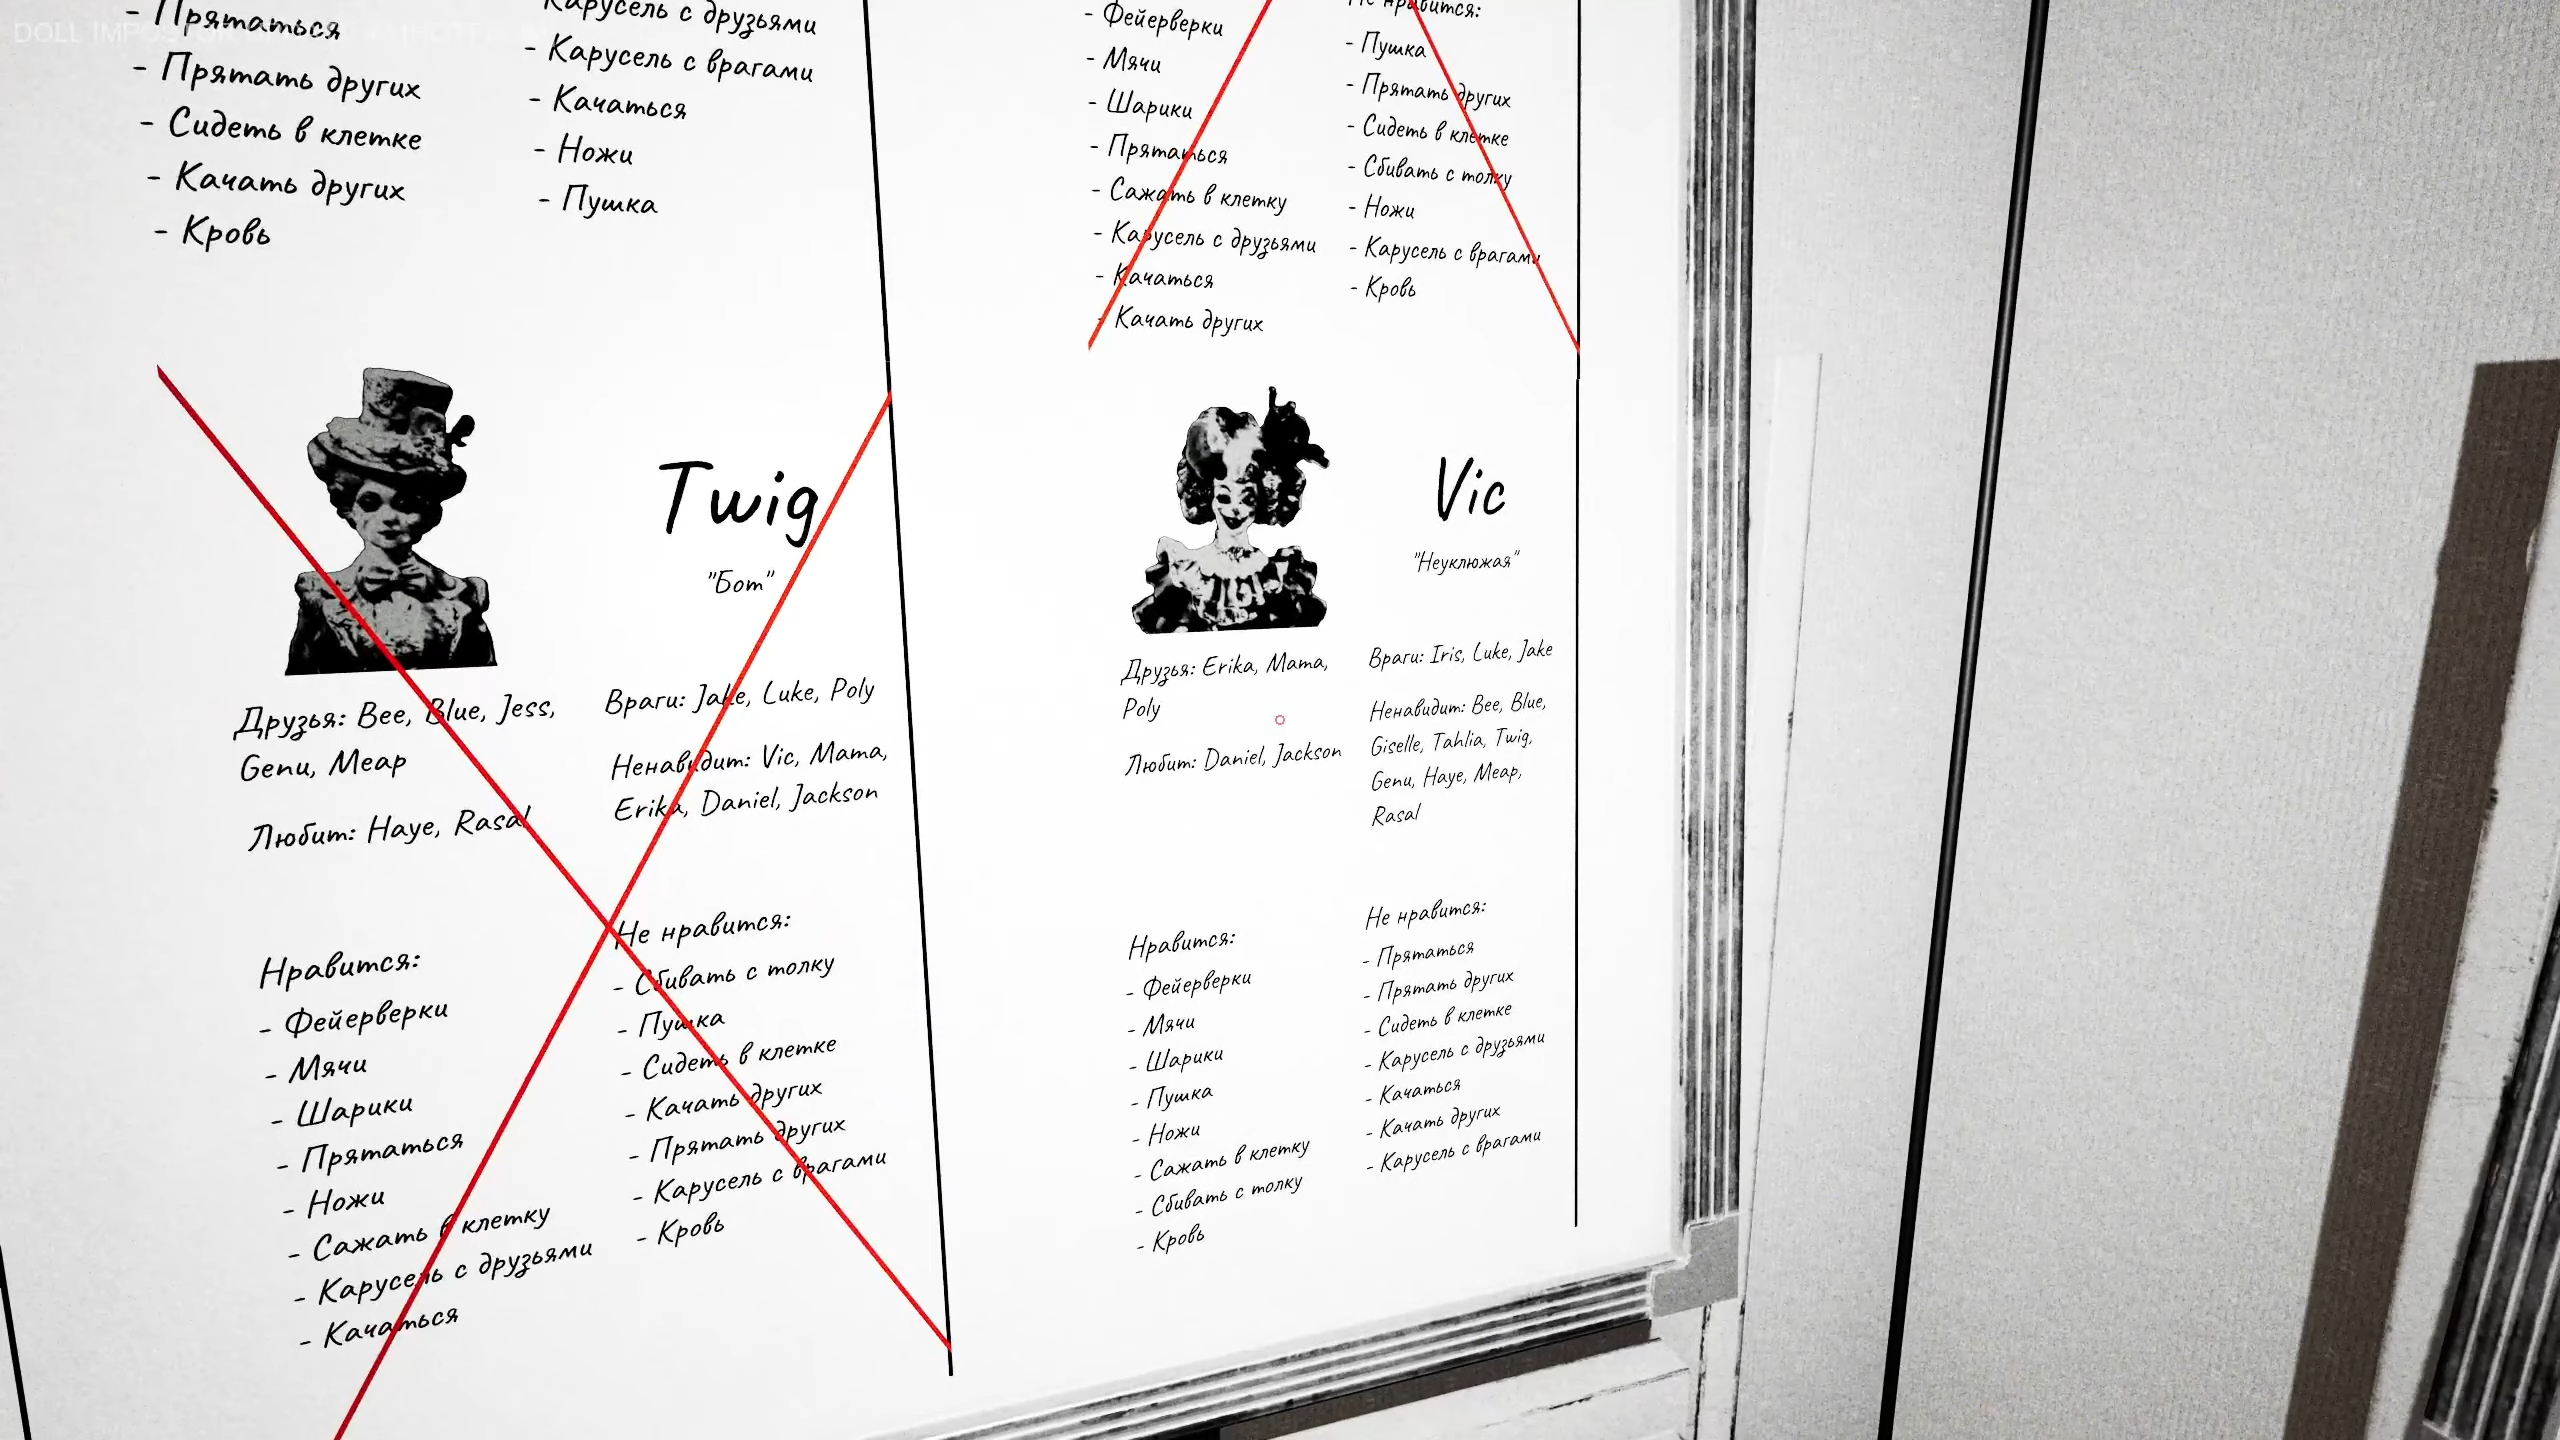 DOLL IMPOSTOR
- Прятаться
- Прятать других
- Сидеть в клетке
- Качать других
- Кровь
Карусель с друзьями
- Карусель с врагами
- Качаться
- Ножи
- Пушка
- Фейерверки
- Мячи
- Шарики
- Прятаться
- Сажать в клетку
- Карусель с друзьями
- Качаться
- Качать других
Не нравится:
- Пушка
- Прятать других
- Сидеть в клетке
- Сбивать с толку
- Ножи
- Карусель с врагами
- Кровь
Twig
"Бот"
Друзья: Bee, Blue, Jess,
Genu, Meap
Любит: Haye, Rasal
Враги: Jake, Luke, Poly
Ненавидит: Vic, Mama,
Erika, Daniel, Jackson
Нравится:
- Фейерверки
- Мячи
- Шарики
- Прятаться
- Ножи
- Сажать в клетку
- Карусель с друзьями
- Качаться
Не нравится:
- Сбивать с толку
- Пушка
- Сидеть в клетке
- Качать других
- Прятать других
- Карусель с врагами
- Кровь
Vic
"Неуклюжая"
Друзья: Erika, Mama,
Poly
Любит: Daniel, Jackson
Враги: Iris, Luke, Jake
Ненавидит: Bee, Blue,
Giselle, Tahlia, Twig,
Genu, Haye, Meap,
Rasal
Нравится:
- Фейерверки
- Мячи
- Шарики
- Пушка
- Ножи
- Сажать в клетку
- Сбивать с толку
- Кровь
Не нравится:
- Прятаться
- Прятать других
- Сидеть в клетке
- Карусель с друзьями
- Качаться
- Качать других
- Карусель с врагами